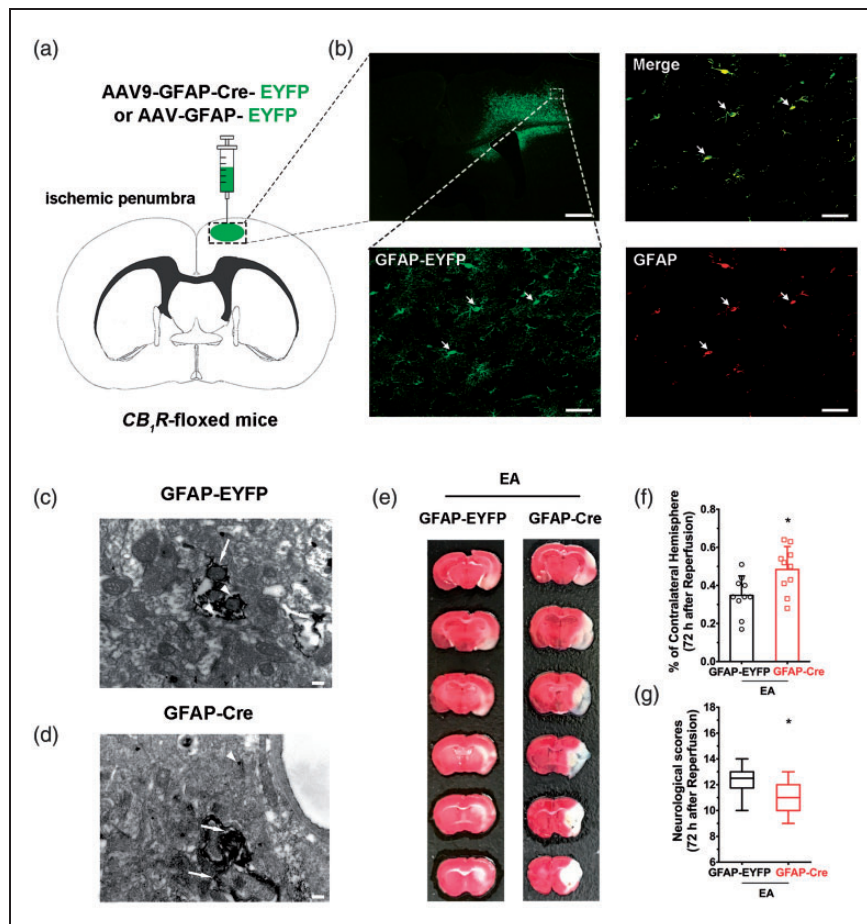 (a)
AAV9-GFAP-Cre- EYFP
or AAV-GFAP- EYFP
ischemic penumbra
CB₁R-floxed mice
(b)
Merge
GFAP-EYFP
GFAP
(c)
GFAP-EYFP
(d)
GFAP-Cre
(e)
EA
GFAP-EYFP GFAP-Cre
(f)
% of Contralateral Hemisphere
(72 h after Reperfusion)
0.8
0.6
0.4
0.2
0.0
*
GFAP-EYFP GFAP-Cre
EA
(g)
Neurological scores
(72 h after Reperfusion)
18
16
14
12
10
8
6
*
GFAP-EYFP GFAP-Cre
EA